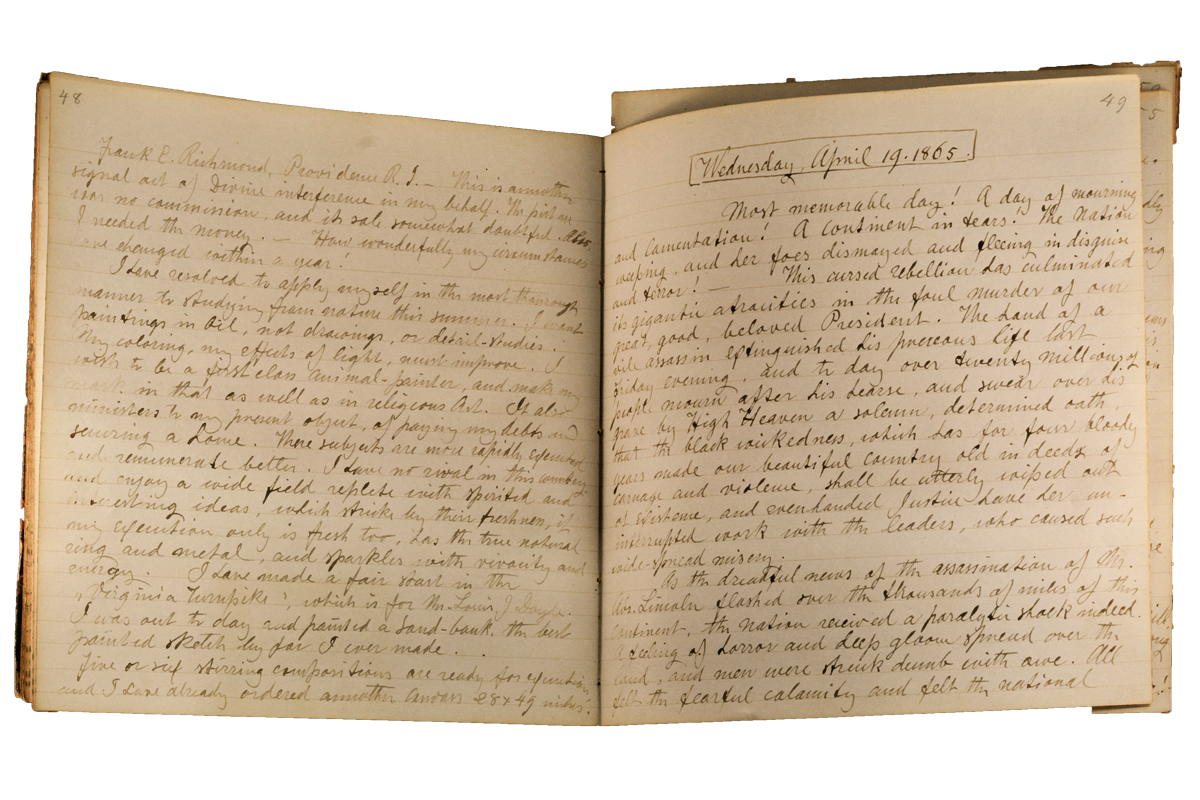 48
Frank E. Richmond, Providence R. I. — This is another
signal act of Divine interference in my behalf. The picture
was no commission, and its sale somewhat doubtful. Also
I needed the money. — How wonderfully my circumstances
have changed within a year!
I have resolved to apply myself in the most thorough
manner to studying from nature this summer. I want
paintings in Oil, not drawings, or detail-studies.
My coloring, my effects of light, must improve. I
wish to be a first class animal-painter, and make my
mark in that as well as in religious Art. It also
ministers to my present object, of paying my debts and
securing a home. These subjects are more rapidly executed
and remunerate better. I have no rival in this country
and enjoy a wide field replete with spirited and
interesting ideas, which strike by their freshness, if
my execution only is fresh too, has the true natural
ring and metal, and sparkles with vivacity and
energy. I have made a fair start in the
„Virginia Turnpike", which is for Mr. Louis J. Doyle.
I was out to day and painted a sand-bank, the best
painted sketch by far I ever made.
Five or six stirring compositions are ready for execution
and I have already ordered another canvas 28 x 49 inches.
49
Wednesday, April 19. 1865.
Most memorable day! A day of mourning
and lamentation! A continent in tears! The Nation
weeping, and her foes dismayed and fleeing in disguise
and terror! — This cursed rebellion has culminated
its gigantic atrocities in the foul murder of our
great, good, beloved President. The hand of a
vile assassin extinguished his precious life last
Friday evening, and to day over twenty millions of
people mourn after his hearse, and swear over his
grave by High Heaven a solemn, determined oath,
that the black wickedness, which has for four bloody
years made our beautiful country old in deeds of
carnage and violence, shall be utterly wiped out
of existence, and evenhanded Justice have her un-
interrupted work with the leaders, who caused such
wide-spread misery.
As the dreadful news of the assassination of Mr.
Abr. Lincoln flashed over the thousands of miles of this
continent, the nation received a paralytic shock indeed.
A feeling of horror and deep gloom spread over the
land, and men were struck dumb with awe. All
felt the fearful calamity and felt the national